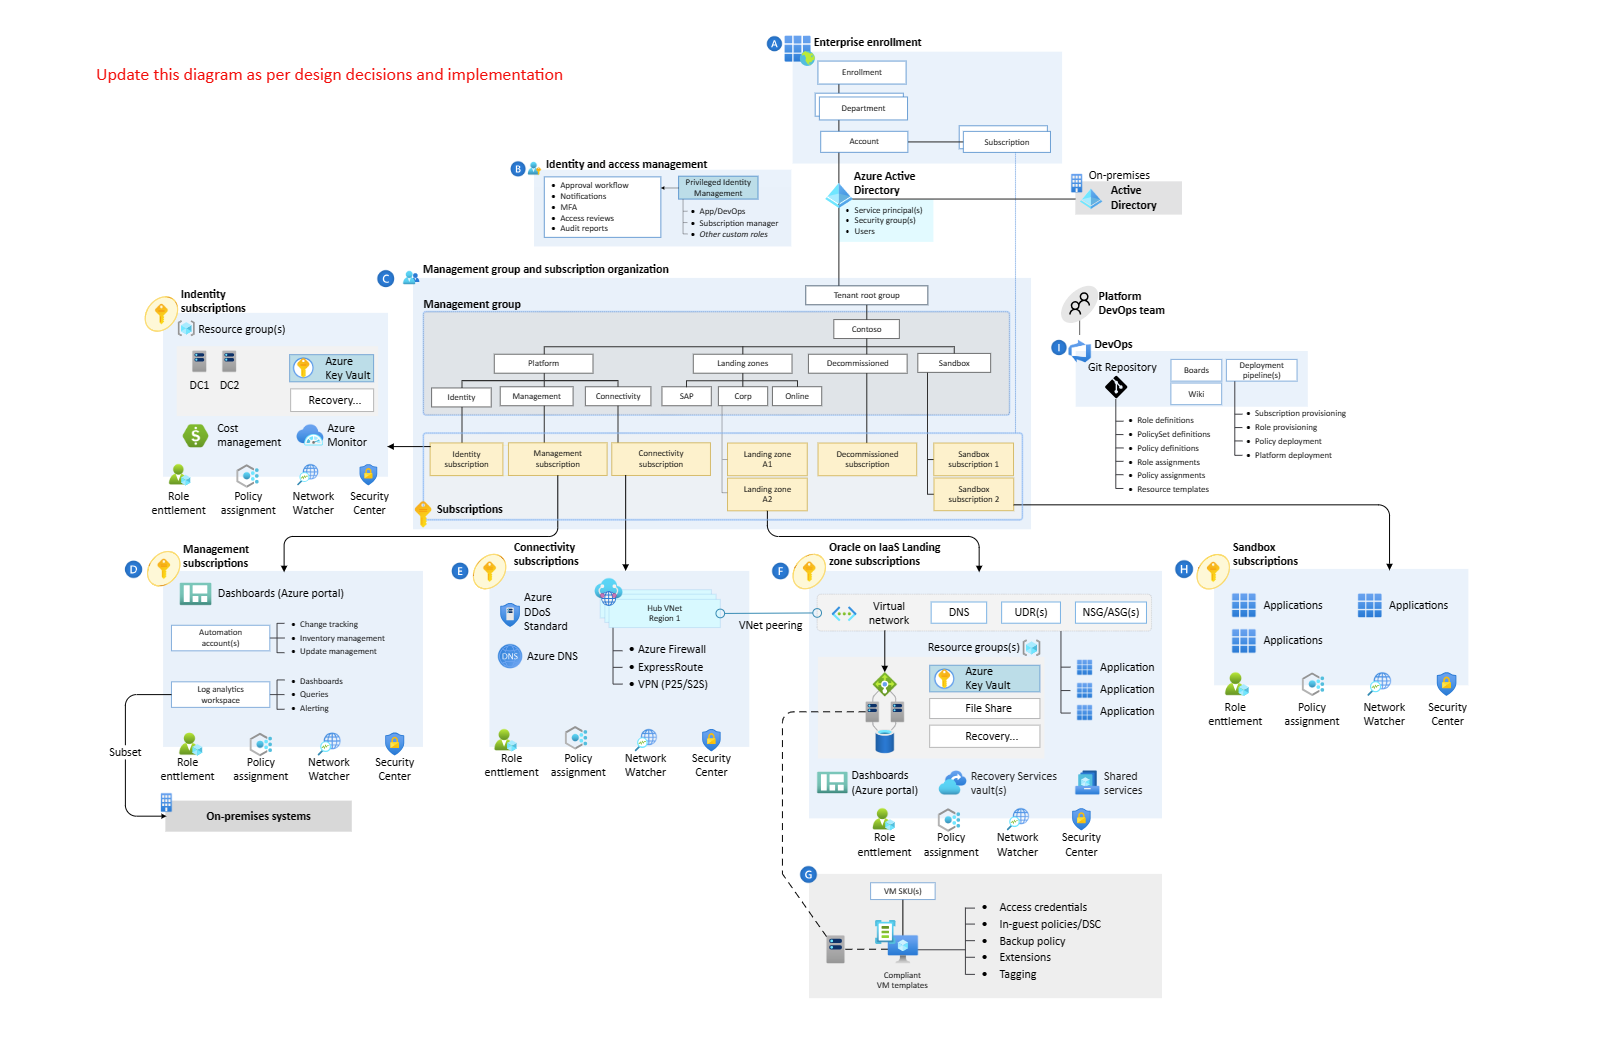 Update this diagram as per design decisions and implementation
A
Enterprise enrollment
Enrollment
Department
Account
Subscription
B
Identity and access management
Approval workflow
Notifications
MFA
Access reviews
Audit reports
Privileged Identity
Management
App/DevOps
Subscription manager
Other custom roles
Azure Active
Directory
Service principal(s)
Security group(s)
Users
On-premises
Active
Directory
C
Management group and subscription organization
Management group
Tenant root group
Contoso
Platform
Landing zones
Decommissioned
Sandbox
Identity
Management
Connectivity
SAP
Corp
Online
Identity
subscription
Management
subscription
Connectivity
subscription
Landing zone
A1
Landing zone
A2
Decommissioned
subscription
Sandbox
subscription 1
Sandbox
subscription 2
Subscriptions
Indentity
subscriptions
Resource group(s)
DC1
DC2
Azure
Key Vault
Recovery...
Cost
management
Azure
Monitor
Role
enttlement
Policy
assignment
Network
Watcher
Security
Center
Platform
DevOps team
I
DevOps
Git Repository
Boards
Wiki
Deployment
pipeline(s)
Role definitions
PolicySet definitions
Policy definitions
Role assignments
Policy assignments
Resource templates
Subscription provisioning
Role provisioning
Policy deployment
Platform deployment
D
Management
subscriptions
Dashboards (Azure portal)
Automation
account(s)
Change tracking
Inventory management
Update management
Log analytics
workspace
Dashboards
Queries
Alerting
Subset
Role
enttlement
Policy
assignment
Network
Watcher
Security
Center
On-premises systems
E
Connectivity
subscriptions
Azure
DDoS
Standard
DNS
Azure DNS
Hub VNet
Region 1
Azure Firewall
ExpressRoute
VPN (P25/S2S)
VNet peering
Role
enttlement
Policy
assignment
Network
Watcher
Security
Center
F
Oracle on IaaS Landing
zone subscriptions
Virtual
network
DNS
UDR(s)
NSG/ASG(s)
Resource groups(s)
Azure
Key Vault
File Share
Recovery...
Application
Application
Application
Dashboards
(Azure portal)
Recovery Services
vault(s)
Shared
services
Role
enttlement
Policy
assignment
Network
Watcher
Security
Center
G
VM SKU(s)
Compliant
VM templates
Access credentials
In-guest policies/DSC
Backup policy
Extensions
Tagging
H
Sandbox
subscriptions
Applications
Applications
Applications
Role
enttlement
Policy
assignment
Network
Watcher
Security
Center